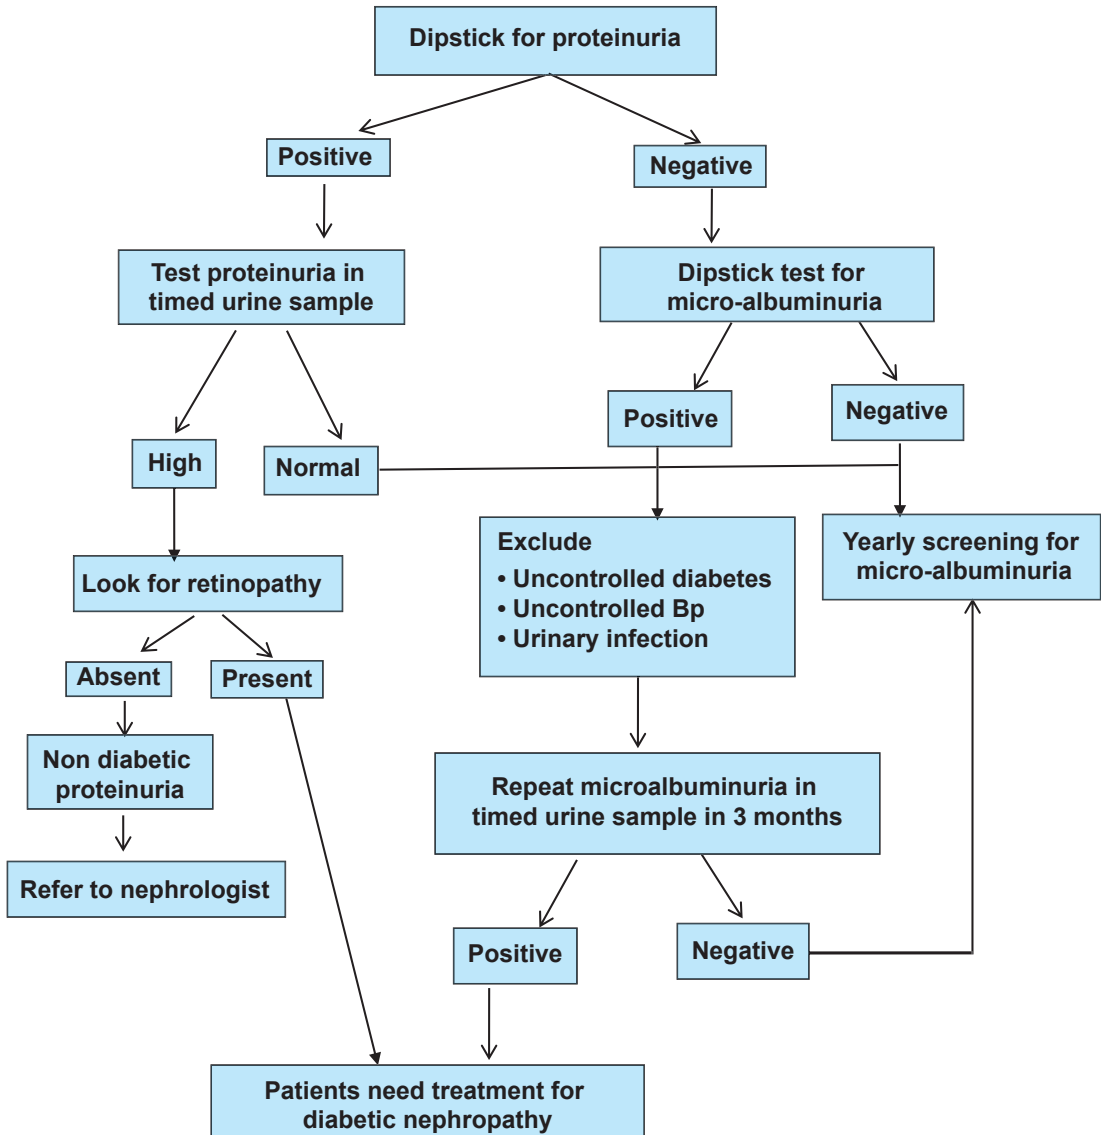 Dipstick for proteinuria
Positive
Negative
Test proteinuria in
timed urine sample
Dipstick test for
micro-albuminuria
Positive
Negative
High
Normal
Exclude
• Uncontrolled diabetes
• Uncontrolled Bp
• Urinary infection
Yearly screening for
micro-albuminuria
Look for retinopathy
Absent
Present
Non diabetic
proteinuria
Repeat microalbuminuria in
timed urine sample in 3 months
Refer to nephrologist
Positive
Negative
Patients need treatment for
diabetic nephropathy